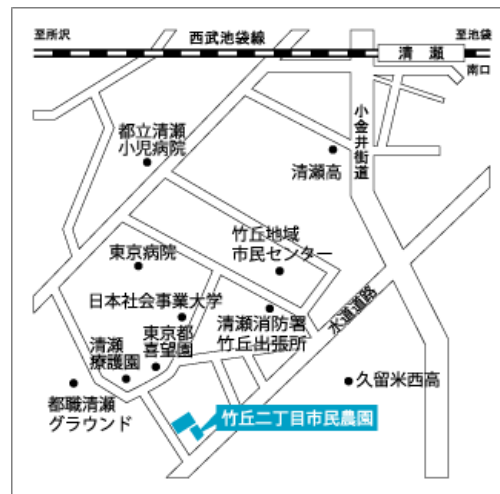 至所沢
西武池袋線
至池袋
清瀬
南口
小金井街道
都立清瀬
小児病院
清瀬高
竹丘地域
市民センター
東京病院
日本社会事業大学
水道道路
清瀬消防署
竹丘出張所
東京都
喜望園
清瀬
療護園
久留米西高
都職清瀬
グラウンド
竹丘二丁目市民農園